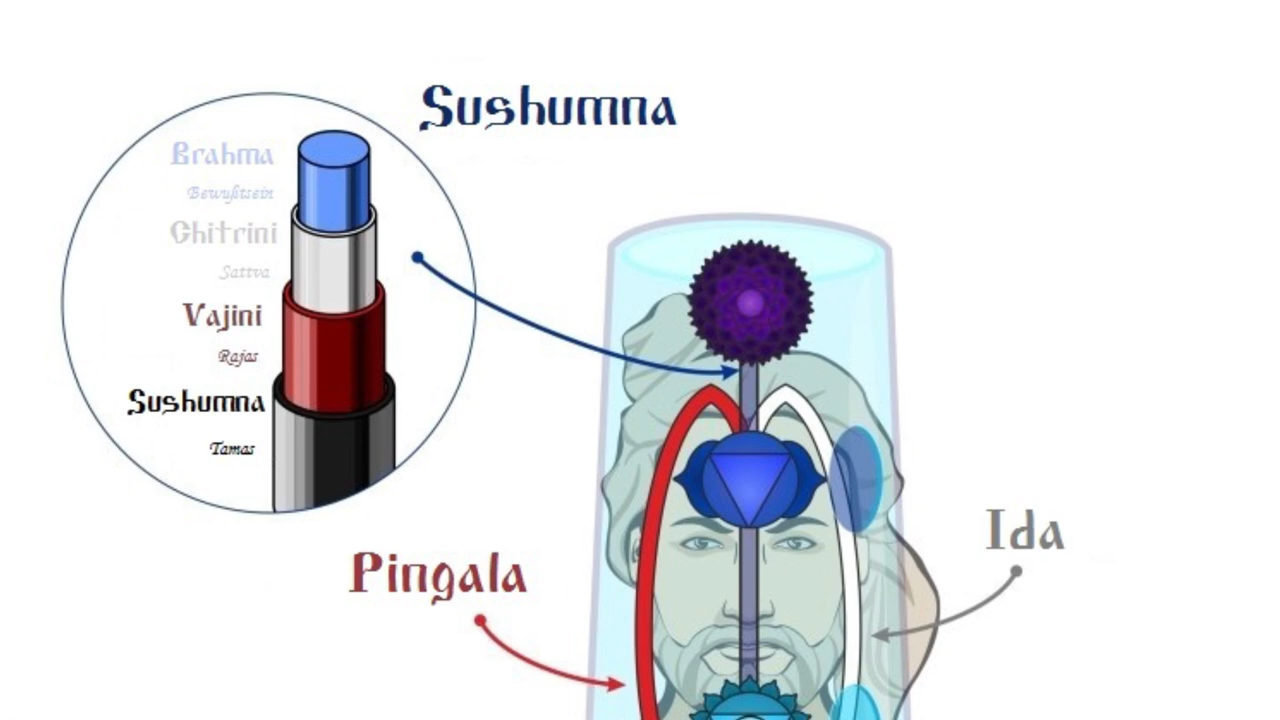 Sushumna
Brahma
Bewußtsein
Chitrini
Sattva
Vajini
Rajas
Sushumna
Tamas
Pingala
Ida